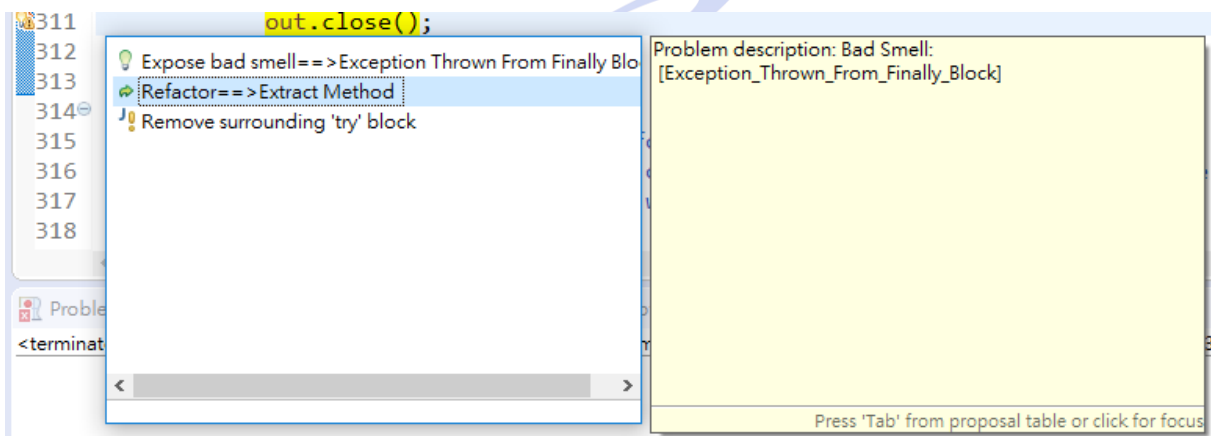 311 out.close();
312
313
314
315
316
317
318
Expose bad smell==>Exception Thrown From Finally Blo
Refactor==>Extract Method
Remove surrounding 'try' block
Problem description: Bad Smell:
[Exception_Thrown_From_Finally_Block]
Press 'Tab' from proposal table or click for focus
Proble
<terminat